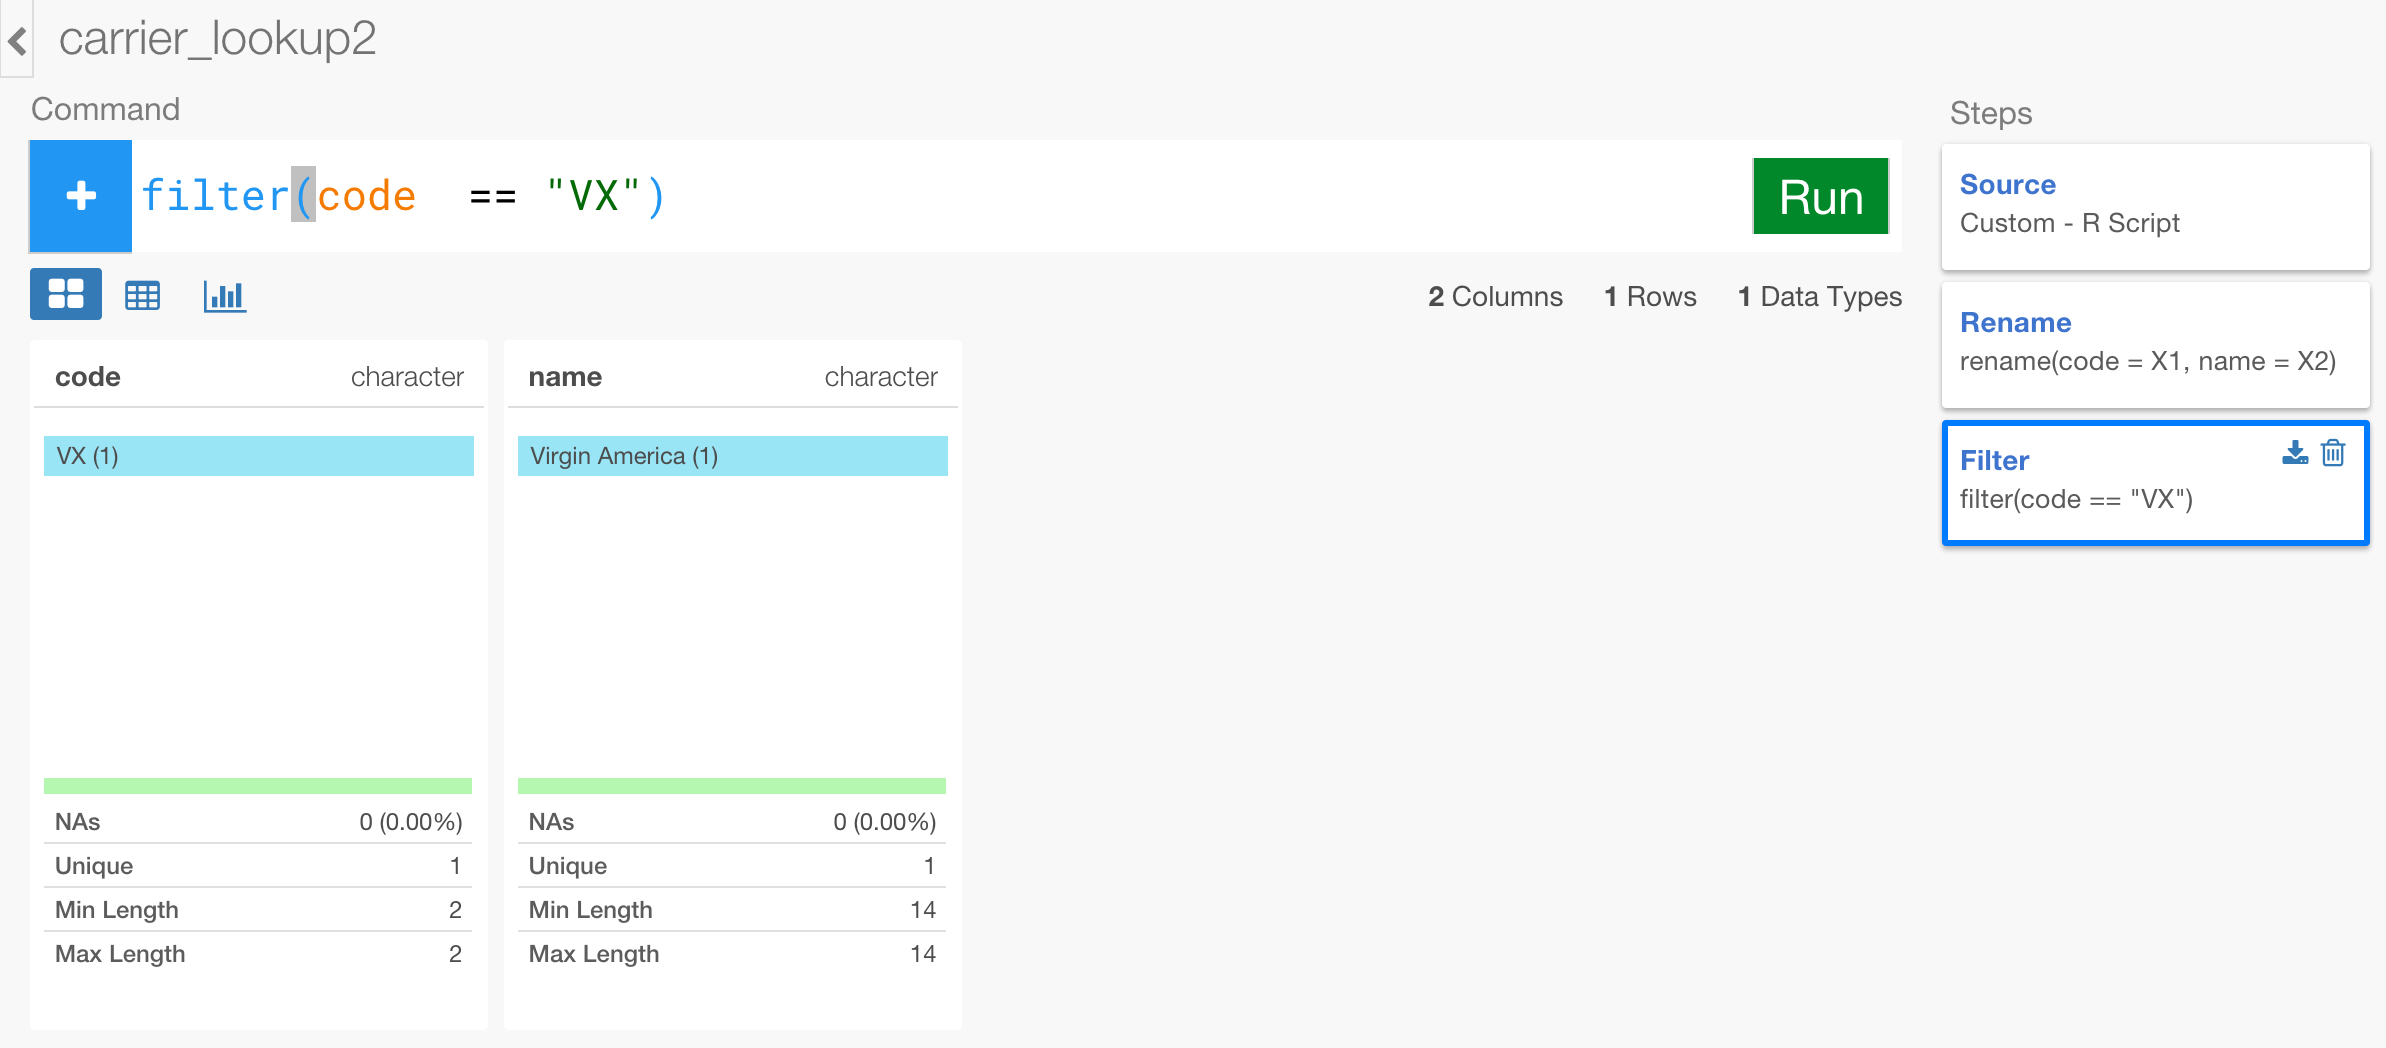 carrier_lookup2
Command
+ filter(code  == "VX")
Run
2 Columns 1 Rows 1 Data Types
code character
VX (1)
NAs 0 (0.00%)
Unique 1
Min Length 2
Max Length 2
name character
Virgin America (1)
NAs 0 (0.00%)
Unique 1
Min Length 14
Max Length 14
Steps
Source
Custom - R Script
Rename
rename(code = X1, name = X2)
Filter
filter(code == "VX")